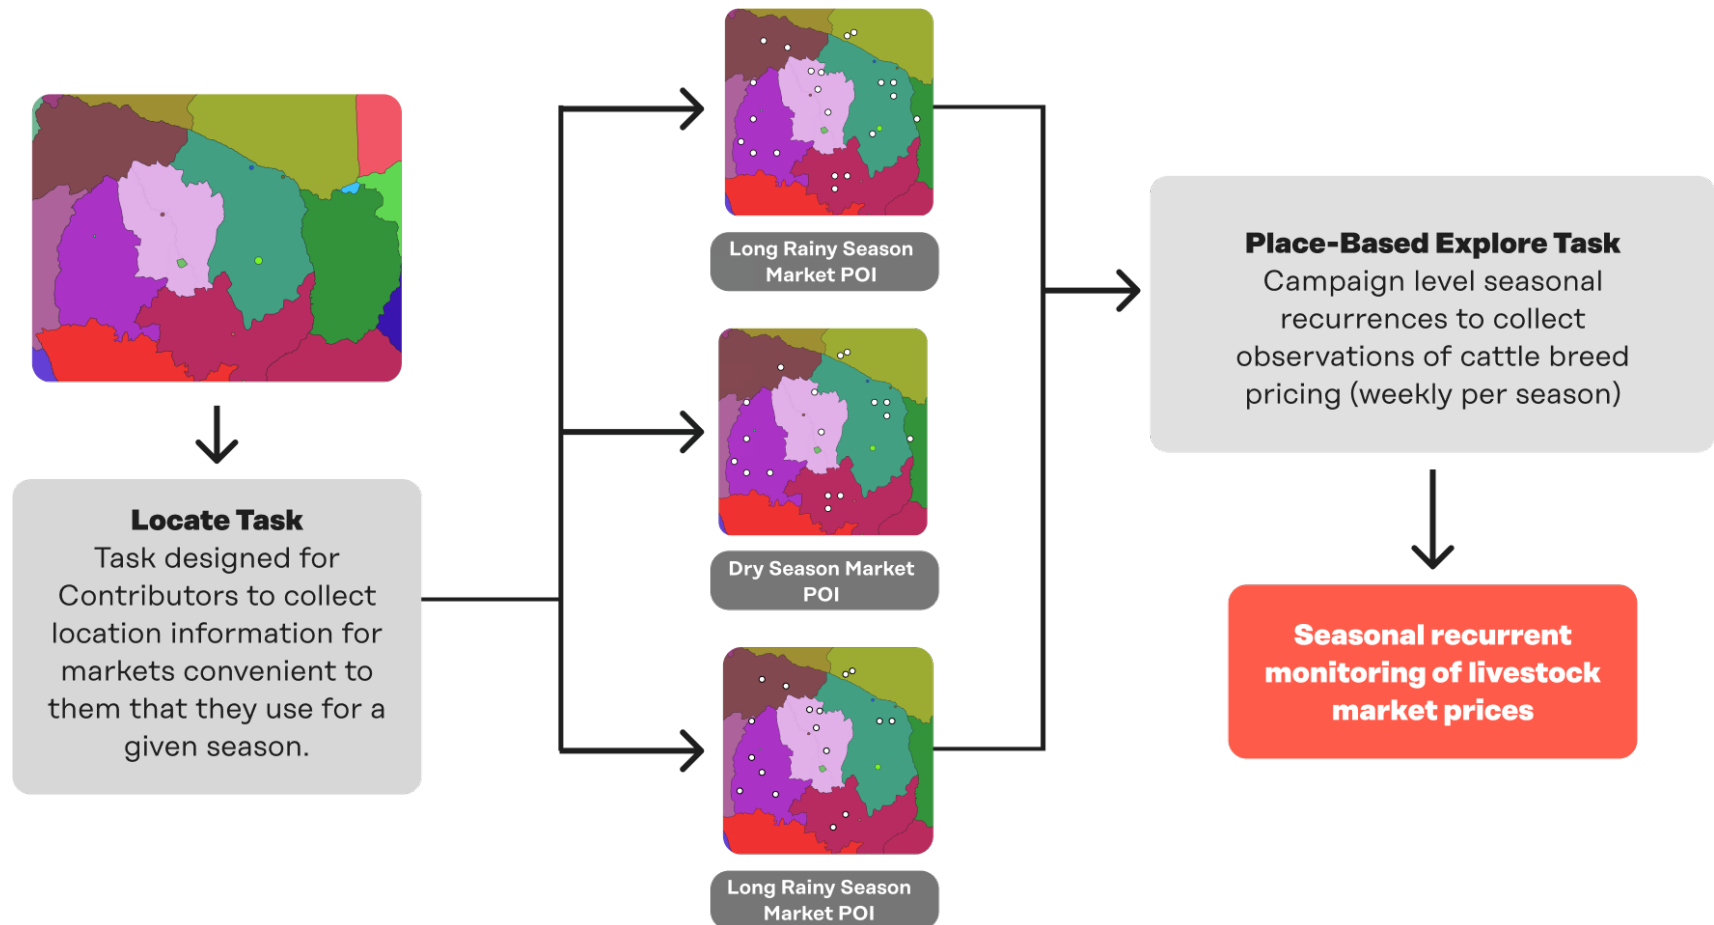 Locate Task
Task designed for
Contributors to collect
location information for
markets convenient to
them that they use for a
given season.
Long Rainy Season
Market POI
Dry Season Market
POI
Long Rainy Season
Market POI
Place-Based Explore Task
Campaign level seasonal
recurrences to collect
observations of cattle breed
pricing (weekly per season)
Seasonal recurrent
monitoring of livestock
market prices